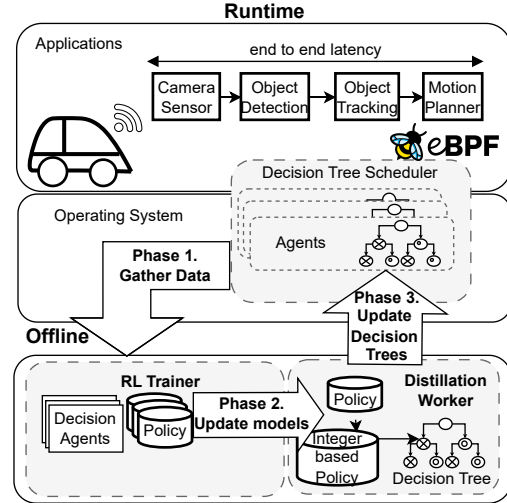 Runtime
Applications
end to end latency
Camera
Sensor
Object
Detection
Object
Tracking
Motion
Planner
eBPF
Decision Tree Scheduler
Operating System
Agents
Phase 1.
Gather Data
Phase 3.
Update
Decision
Trees
Offline
RL Trainer
Decision
Agents
Policy
Phase 2.
Update models
Policy
Integer
based
Policy
Distillation
Worker
Decision Tree